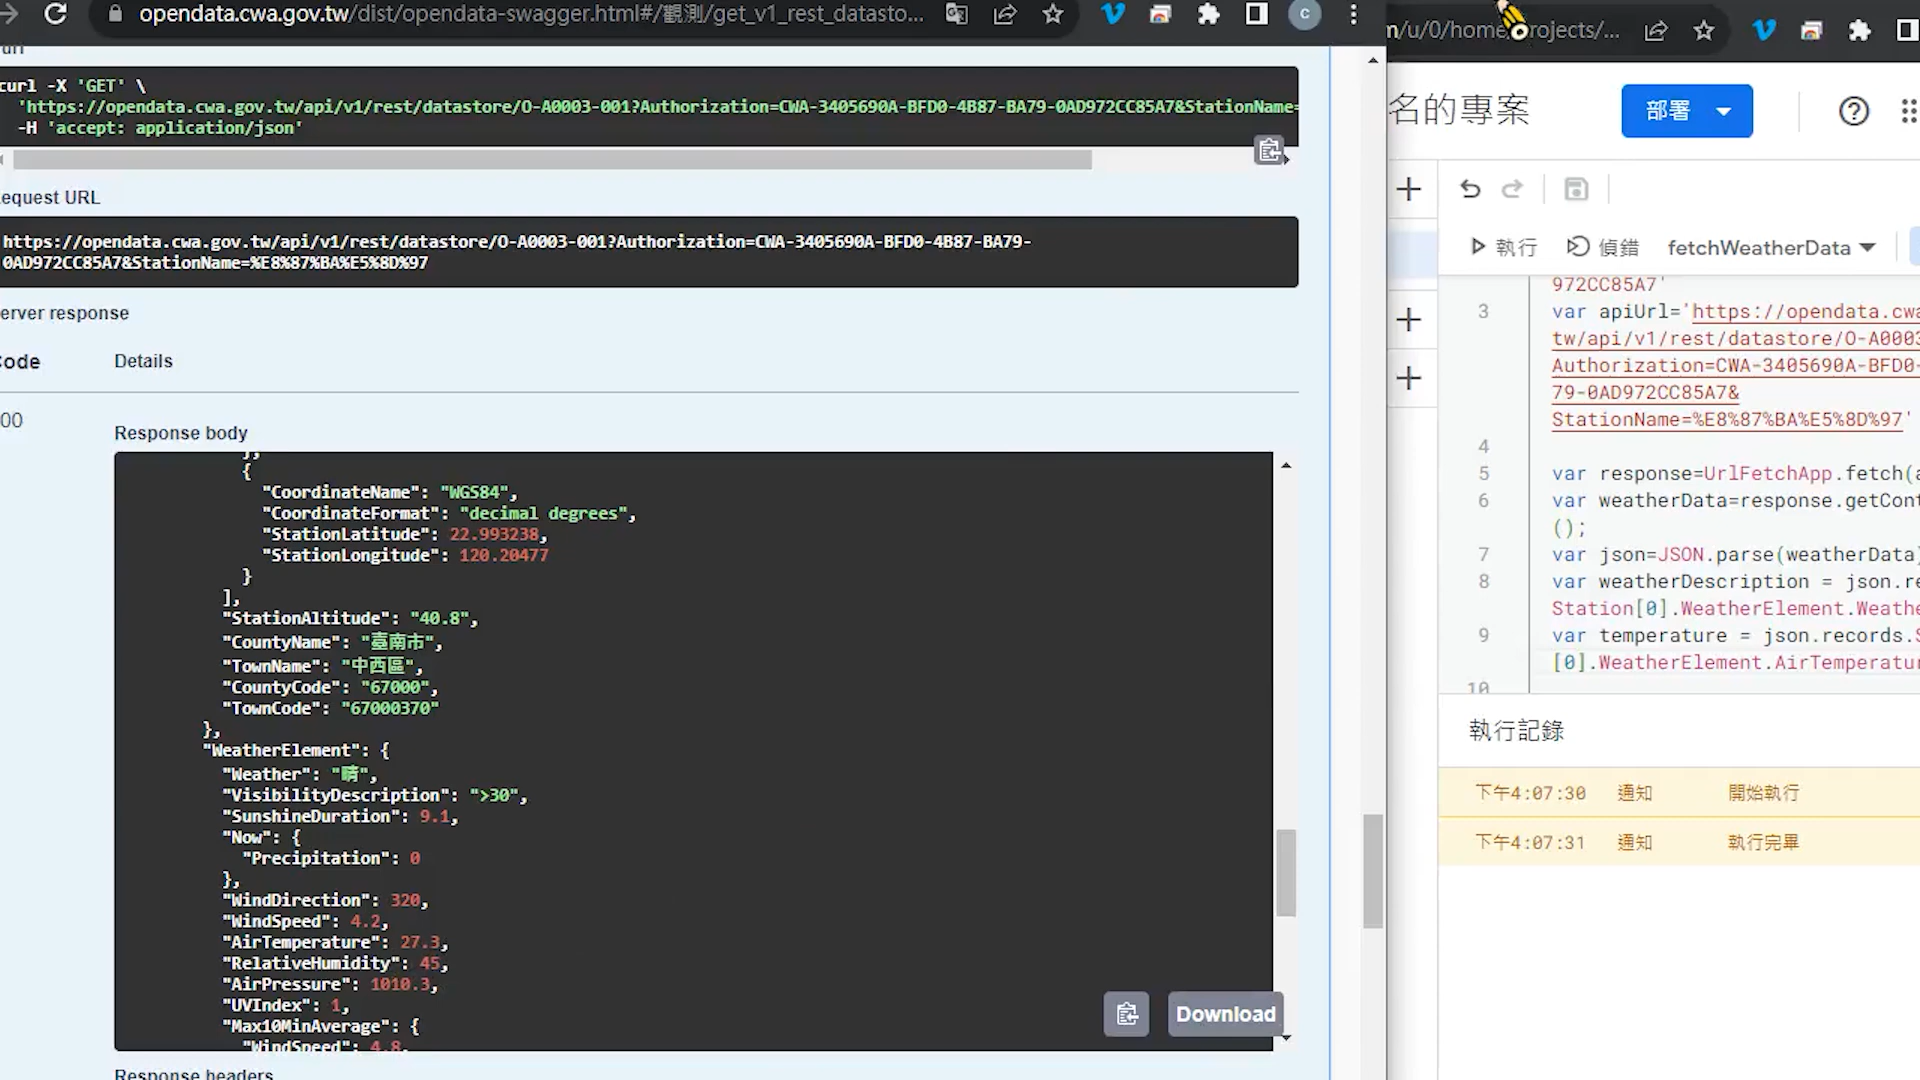 opendata.cwa.gov.tw/dist/opendata-swagger.html#/觀測/get_v1_rest_datasto...
c
curl -X 'GET' \
'https://opendata.cwa.gov.tw/api/v1/rest/datastore/O-A0003-001?Authorization=CWA-3405690A-BFD0-4B87-BA79-0AD972CC85A7&StationName=
-H 'accept: application/json'
equest URL
https://opendata.cwa.gov.tw/api/v1/rest/datastore/O-A0003-001?Authorization=CWA-3405690A-BFD0-4B87-BA79-
0AD972CC85A7&StationName=%E8%87%BA%E5%8D%97
erver response
Code Details
00
Response body
},
{
"CoordinateName": "WGS84",
"CoordinateFormat": "decimal degrees",
"StationLatitude": 22.993238,
"StationLongitude": 120.20477
}
],
"StationAltitude": "40.8",
"CountyName": "臺南市",
"TownName": "中西區",
"CountyCode": "67000",
"TownCode": "67000370"
},
"WeatherElement": {
"Weather": "晴",
"VisibilityDescription": ">30",
"SunshineDuration": 9.1,
"Now": {
"Precipitation": 0
},
"WindDirection": 320,
"WindSpeed": 4.2,
"AirTemperature": 27.3,
"RelativeHumidity": 45,
"AirPressure": 1010.3,
"UVIndex": 1,
"Max10MinAverage": {
"WindSpeed": 4.8,
Download
Response headers
/u/0/home/projects/...
名的專案
部署
執行 偵錯 fetchWeatherData
972CC85A7'
3 var apiUrl='https://opendata.cwa
tw/api/v1/rest/datastore/O-A0003
Authorization=CWA-3405690A-BFD0-
79-0AD972CC85A7&
StationName=%E8%87%BA%E5%8D%97'
4
5 var response=UrlFetchApp.fetch(a
6 var weatherData=response.getCont
();
7 var json=JSON.parse(weatherData)
8 var weatherDescription = json.re
Station[0].WeatherElement.Weathe
9 var temperature = json.records.S
[0].WeatherElement.AirTemperatur
10
執行記錄
下午4:07:30 通知 開始執行
下午4:07:31 通知 執行完畢